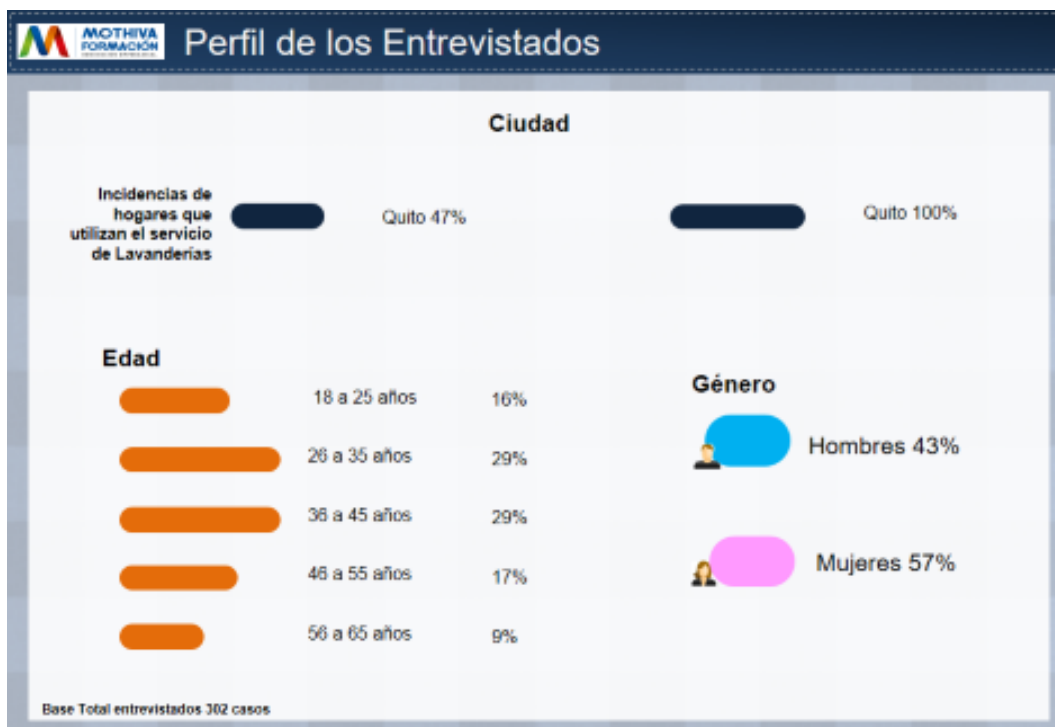 MOTHIVA
FORMACIÓN
Perfil de los Entrevistados
Ciudad
Incidencias de
hogares que
utilizan el servicio
de Lavanderías
Quito 47%
Quito 100%
Edad
18 a 25 años 16%
26 a 35 años 29%
36 a 45 años 29%
46 a 55 años 17%
56 a 65 años 9%
Género
Hombres 43%
Mujeres 57%
Base Total entrevistados 302 casos